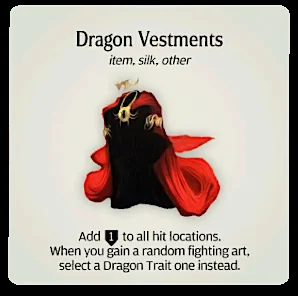 Dragon Vestments
item, silk, other
Add 1 to all hit locations.
When you gain a random fighting art,
select a Dragon Trait one instead.